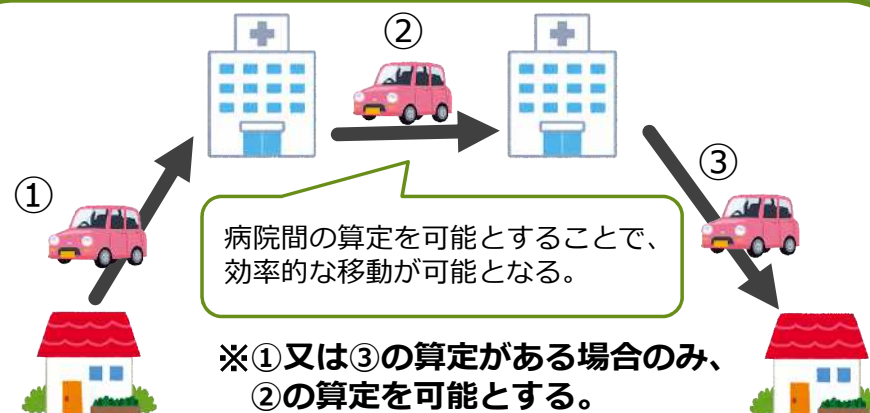 ②
①
③
病院間の算定を可能とすることで、
効率的な移動が可能となる。
※①又は③の算定がある場合のみ、
②の算定を可能とする。